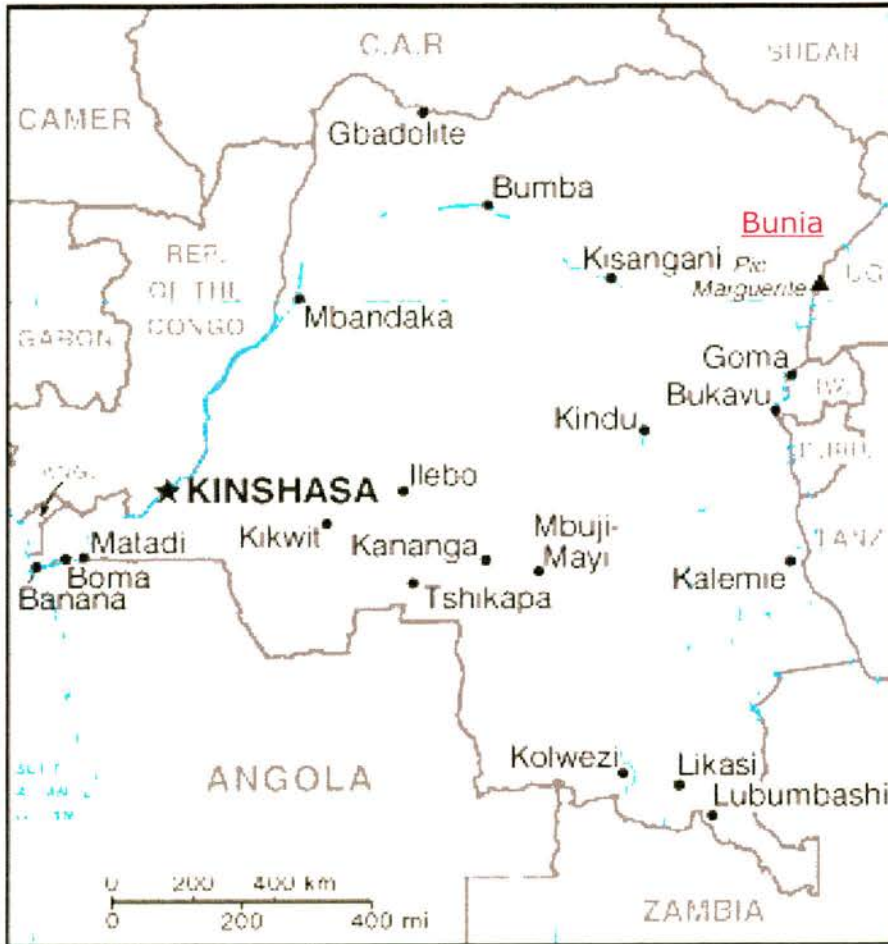 C.A.R
SUDAN
CAMER
Gbadolite
Bumba
Bunia
REP.
OF THE
CONGO
Kisangani
Pic
Marguerite
UG
Mbandaka
GABON
Goma
Bukavu
Kindu
KINSHASA
Ilebo
Kikwit
Kananga
Mbuji-
Mayi
TANZ
Matadi
Boma
Banana
Tshikapa
Kalemie
Kolwezi
Likasi
Lubumbashi
ANGOLA
0 200 400 km
0 200 400 mi
ZAMBIA